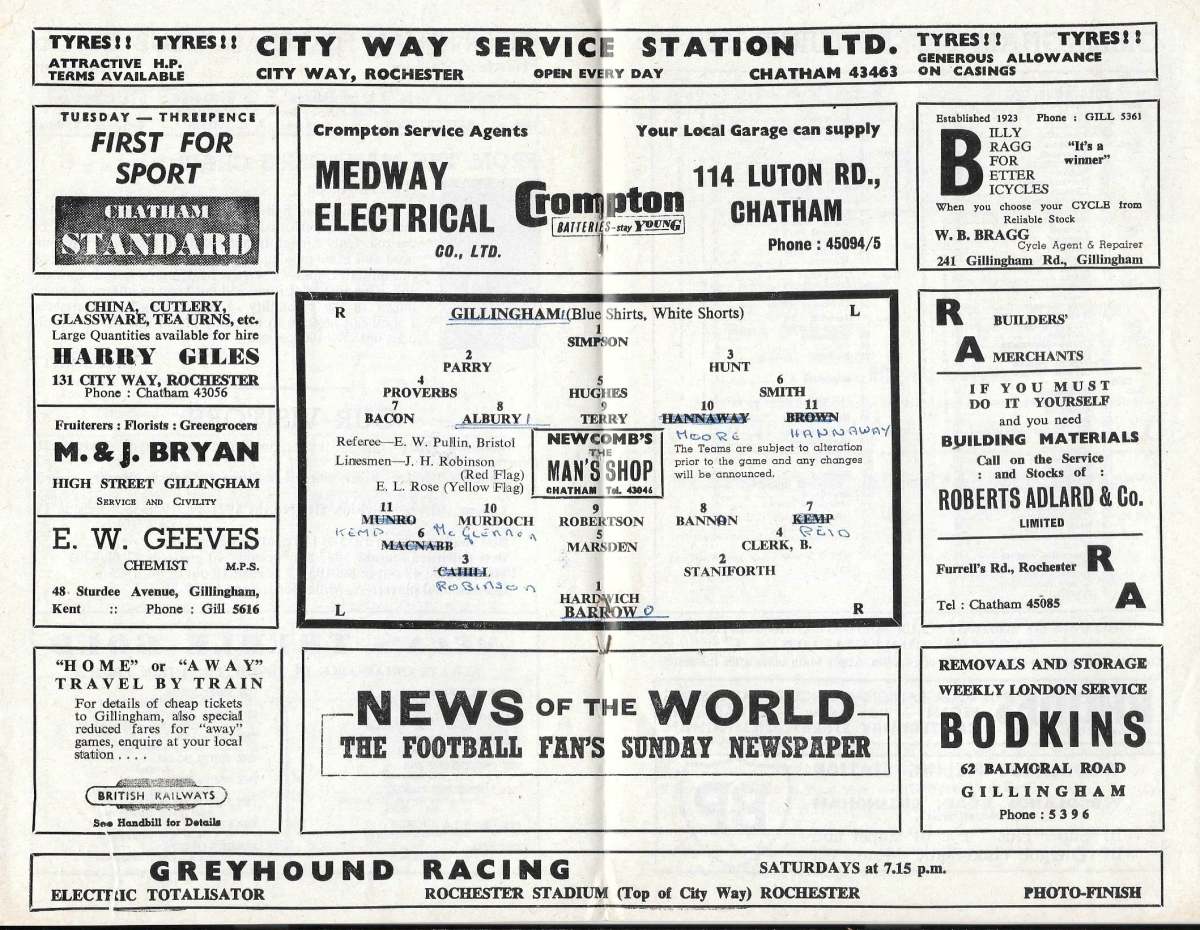 TYRES!! TYRES!! CITY WAY SERVICE STATION LTD. TYRES!! TYRES!!
ATTRACTIVE H.P. GENEROUS ALLOWANCE
TERMS AVAILABLE CITY WAY, ROCHESTER OPEN EVERY DAY CHATHAM 43463 ON CASINGS
TUESDAY — THREEPENCE
FIRST FOR
SPORT
CHATHAM
STANDARD
Crompton Service Agents Your Local Garage can supply
MEDWAY
ELECTRICAL
CO., LTD.
Crompton
BATTERIES-stay YOUNG
114 LUTON RD.,
CHATHAM
Phone : 45094/5
Established 1923 Phone : GILL 5361
BILLY
RAGG
FOR
ETTER
ICYCLES
"It's a
winner"
When you choose your CYCLE from
Reliable Stock
W. B. BRAGG
Cycle Agent & Repairer
241 Gillingham Rd., Gillingham
CHINA, CUTLERY,
GLASSWARE, TEA URNS, etc.
Large Quantities available for hire
HARRY GILES
131 CITY WAY, ROCHESTER
Phone : Chatham 43056
Fruiterers : Florists : Greengrocers
M. & J. BRYAN
HIGH STREET GILLINGHAM
SERVICE AND CIVILITY
E. W. GEEVES
CHEMIST M.P.S.
48 Sturdee Avenue, Gillingham,
Kent :: Phone : Gill 5616
R GILLINGHAM 1 (Blue Shirts, White Shorts) L
1
SIMPSON
2 3
PARRY HUNT
4 5 6
PROVERBS HUGHES SMITH
7 8 9 10 11
BACON ALBURY 1 TERRY HANNAWAY BROWN
MOORE HANNAWAY
Referee—E. W. Pullin, Bristol
Linesmen—J. H. Robinson
(Red Flag)
E. L. Rose (Yellow Flag)
NEWCOMB'S
THE
MAN'S SHOP
CHATHAM Tel. 43046
The Teams are subject to alteration
prior to the game and any changes
will be announced.
11 10 9 8 7
MUNRO MURDOCH ROBERTSON BANNON KEMP
KEMP McGLENNON REID
6 5 4
MACNABB MARSDEN CLERK, B.
3 2
CAHILL STANIFORTH
ROBINSON
1
HARDWICH
L BARROW 0 R
R
A
BUILDERS'
MERCHANTS
IF YOU MUST
DO IT YOURSELF
and you need
BUILDING MATERIALS
Call on the Service
: and Stocks of :
ROBERTS ADLARD & Co.
LIMITED
Furrell's Rd., Rochester R
Tel : Chatham 45085 A
"HOME" or "AWAY"
TRAVEL BY TRAIN
For details of cheap tickets
to Gillingham, also special
reduced fares for "away"
games, enquire at your local
station . . . .
BRITISH RAILWAYS
See Handbill for Details
NEWS OF THE WORLD
THE FOOTBALL FAN'S SUNDAY NEWSPAPER
REMOVALS AND STORAGE
WEEKLY LONDON SERVICE
BODKINS
62 BALMORAL ROAD
GILLINGHAM
Phone : 5396
GREYHOUND RACING SATURDAYS at 7.15 p.m.
ELECTRIC TOTALISATOR ROCHESTER STADIUM (Top of City Way) ROCHESTER PHOTO-FINISH